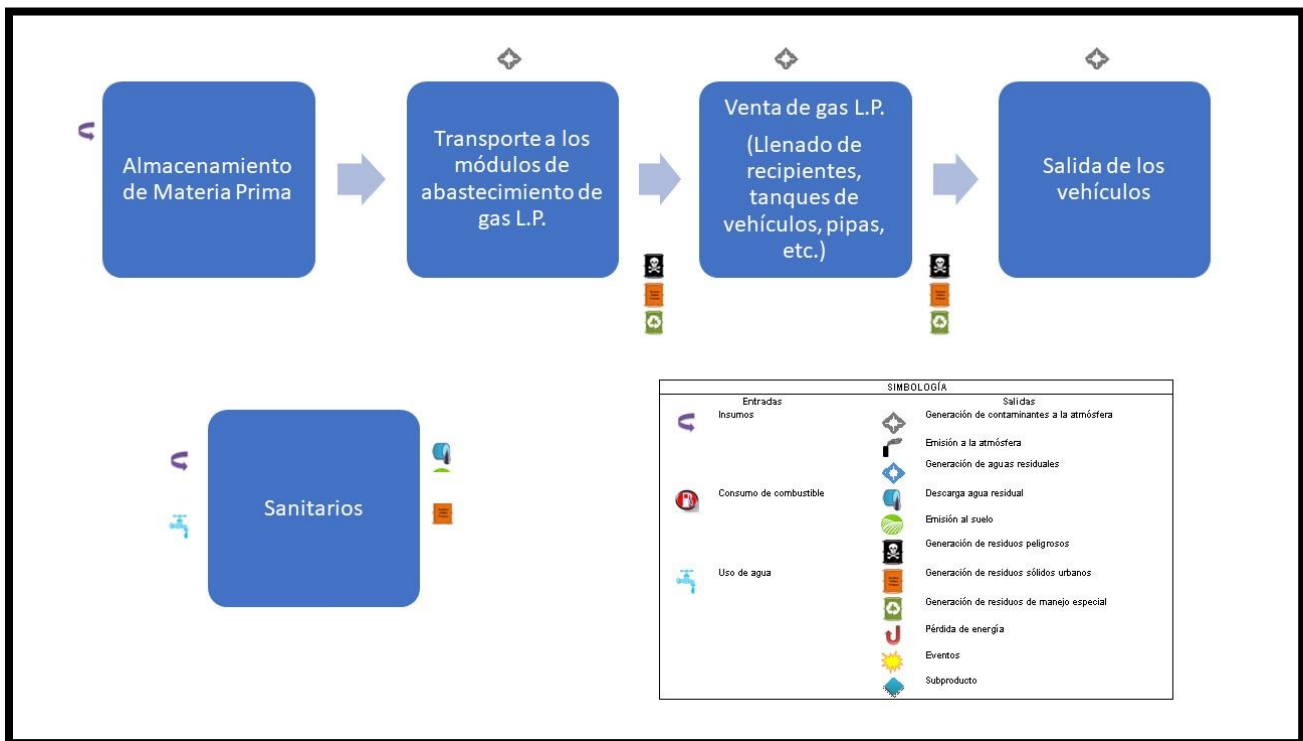 Almacenamiento
de Materia Prima
Transporte a los
módulos de
abastecimiento de
gas L.P.
Venta de gas L.P.
(Llenado de
recipientes,
tanques de
vehículos, pipas,
etc.)
Salida de los
vehículos
Sanitarios
SIMBOLOGÍA
Entradas
Salidas
Insumos
Generación de contaminantes a la atmósfera
Emisión a la atmósfera
Generación de aguas residuales
Consumo de combustible
Descarga agua residual
Emisión al suelo
Generación de residuos peligrosos
Uso de agua
Generación de residuos sólidos urbanos
Generación de residuos de manejo especial
Pérdida de energía
Eventos
Subproducto